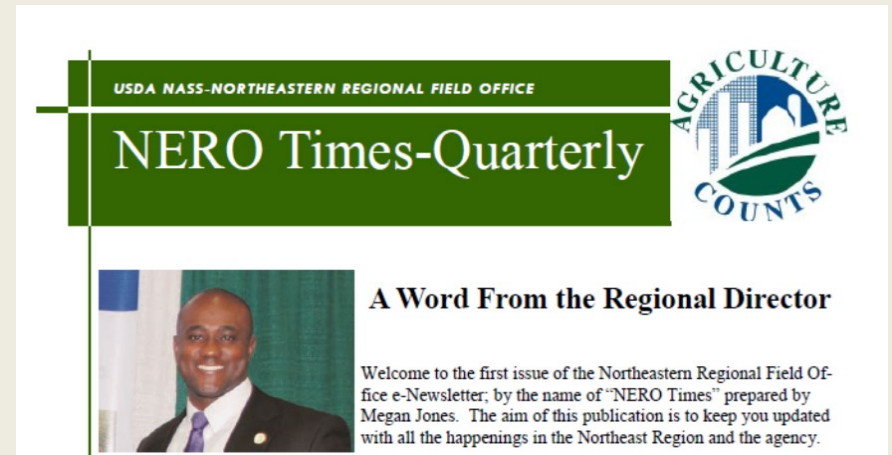 USDA NASS-NORTHEASTERN REGIONAL FIELD OFFICE
NERO Times-Quarterly
AGRICULTURE
COUNTS
A Word From the Regional Director
Welcome to the first issue of the Northeastern Regional Field Of-
fice e-Newsletter; by the name of “NERO Times” prepared by
Megan Jones.  The aim of this publication is to keep you updated
with all the happenings in the Northeast Region and the agency.